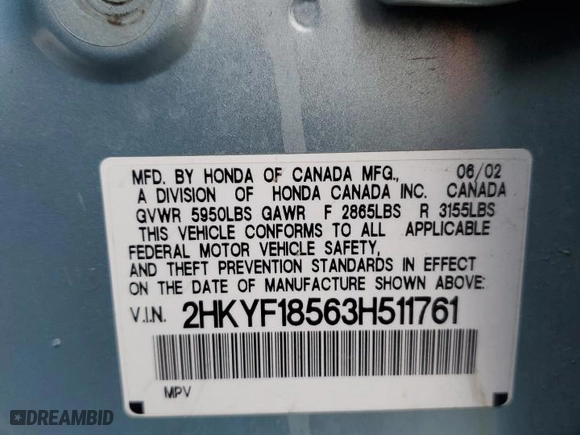 MFD. BY HONDA OF CANADA MFG., 06/02
A DIVISION OF HONDA CANADA INC. CANADA
GVWR 5950LBS GAWR F 2865LBS R 3155LBS
THIS VEHICLE CONFORMS TO ALL APPLICABLE
FEDERAL MOTOR VEHICLE SAFETY,
AND THEFT PREVENTION STANDARDS IN EFFECT
ON THE DATE OF MANUFACTURE SHOWN ABOVE.
V.I.N. 2HKYF18563H511761
MPV
DREAMBID